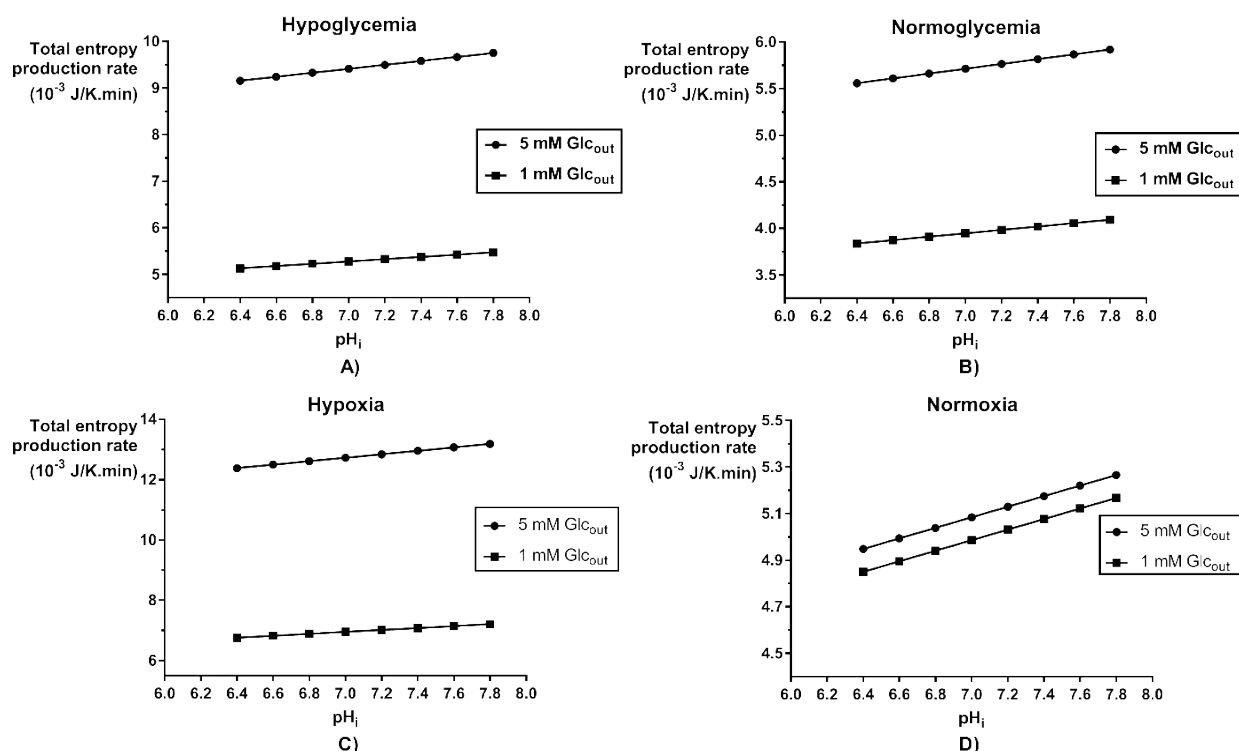 Hypoglycemia
Total entropy
production rate
(10⁻³ J/K.min)
10
9
8
7
6
5
5 mM Glcout
1 mM Glcout
6.0 6.2 6.4 6.6 6.8 7.0 7.2 7.4 7.6 7.8 8.0
pHi
A)
Normoglycemia
Total entropy
production rate
(10⁻³ J/K.min)
6.0
5.5
5.0
4.5
4.0
3.5
5 mM Glcout
1 mM Glcout
6.0 6.2 6.4 6.6 6.8 7.0 7.2 7.4 7.6 7.8 8.0
pHi
B)
Hypoxia
Total entropy
production rate
(10⁻³ J/K.min)
14
12
10
8
6
5 mM Glcout
1 mM Glcout
6.0 6.2 6.4 6.6 6.8 7.0 7.2 7.4 7.6 7.8 8.0
pHi
C)
Normoxia
Total entropy
production rate
(10⁻³ J/K.min)
5.5
5.3
5.1
4.9
4.7
4.5
5 mM Glcout
1 mM Glcout
6.0 6.2 6.4 6.6 6.8 7.0 7.2 7.4 7.6 7.8 8.0
pHi
D)